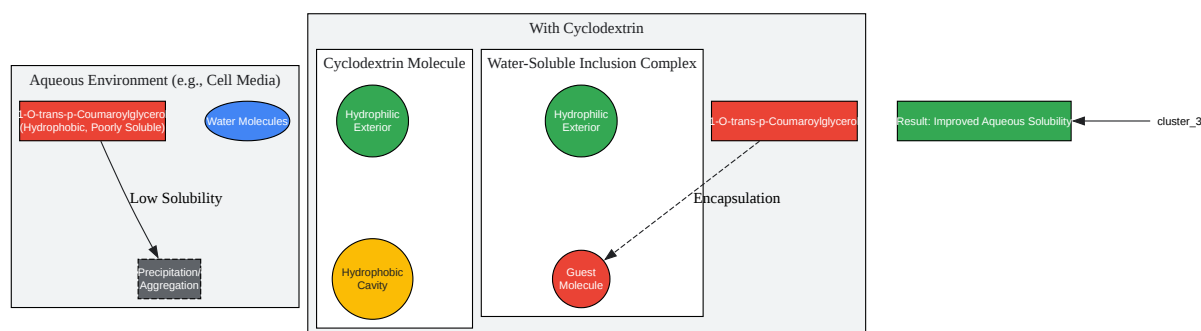 With Cyclodextrin
Aqueous Environment (e.g., Cell Media)
Cyclodextrin Molecule
Water-Soluble Inclusion Complex
1-O-trans-p-Coumaroylglycerol
(Hydrophobic, Poorly Soluble)
Water Molecules
Hydrophilic
Exterior
Hydrophilic
Exterior
1-O-trans-p-Coumaroylglycerol
Result: Improved Aqueous Solubility
cluster_3
Low Solubility
Encapsulation
Precipitation/
Aggregation
Hydrophobic
Cavity
Guest
Molecule